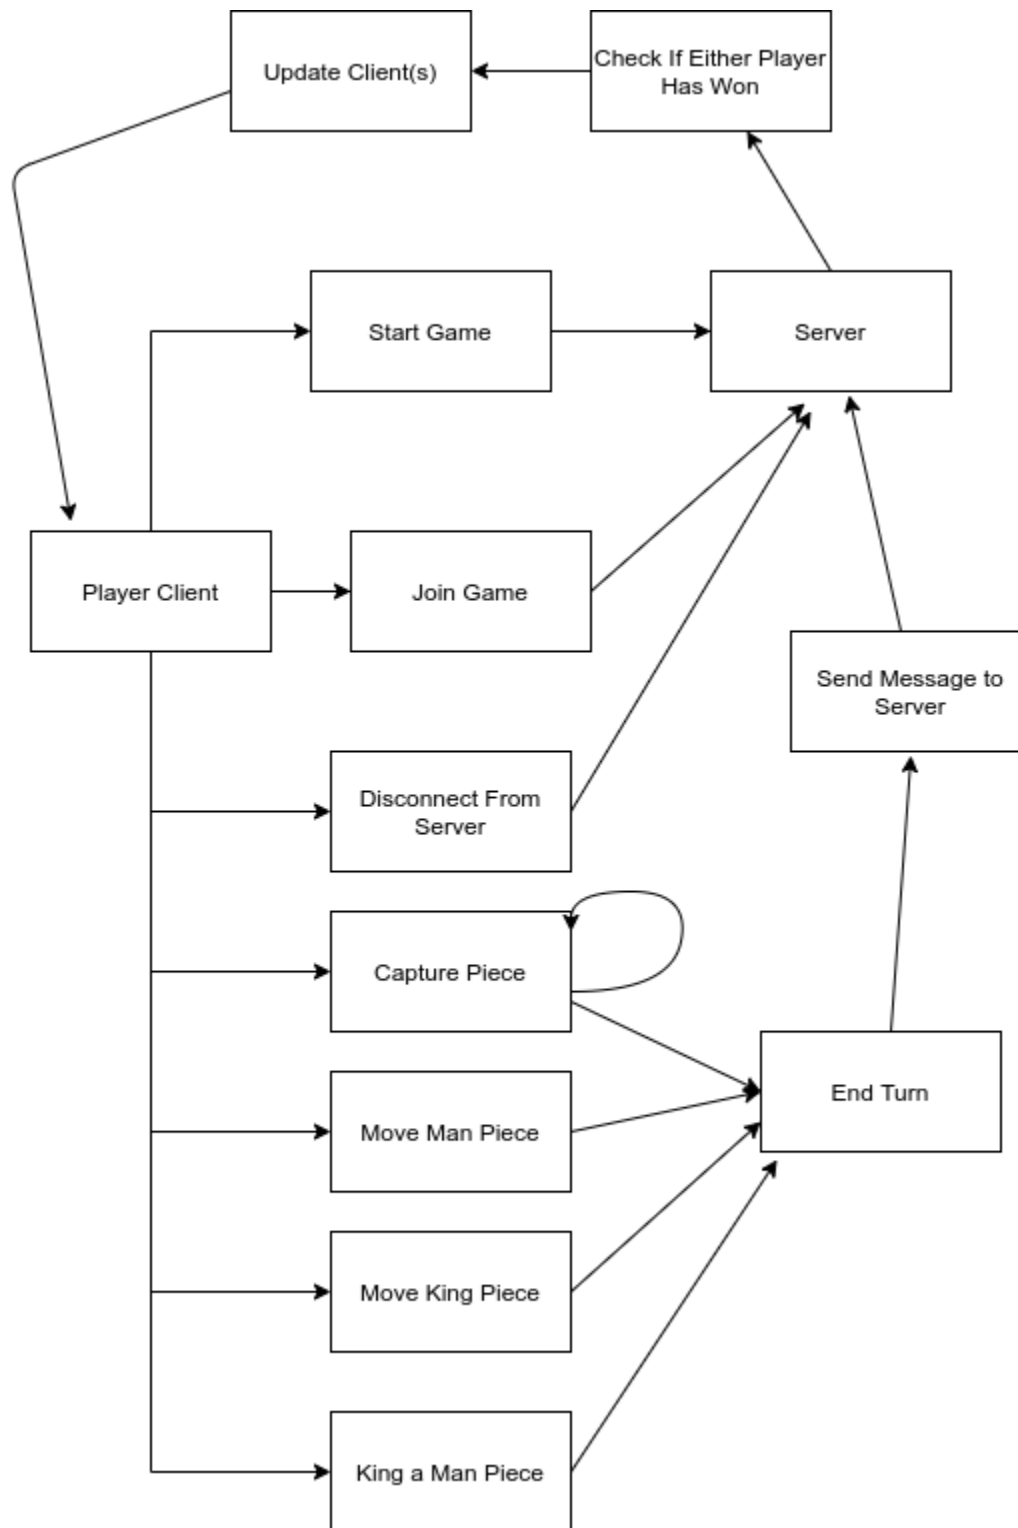 Update Client(s)
Check If Either Player
Has Won
Start Game
Server
Player Client
Join Game
Send Message to
Server
Disconnect From
Server
Capture Piece
End Turn
Move Man Piece
Move King Piece
King a Man Piece